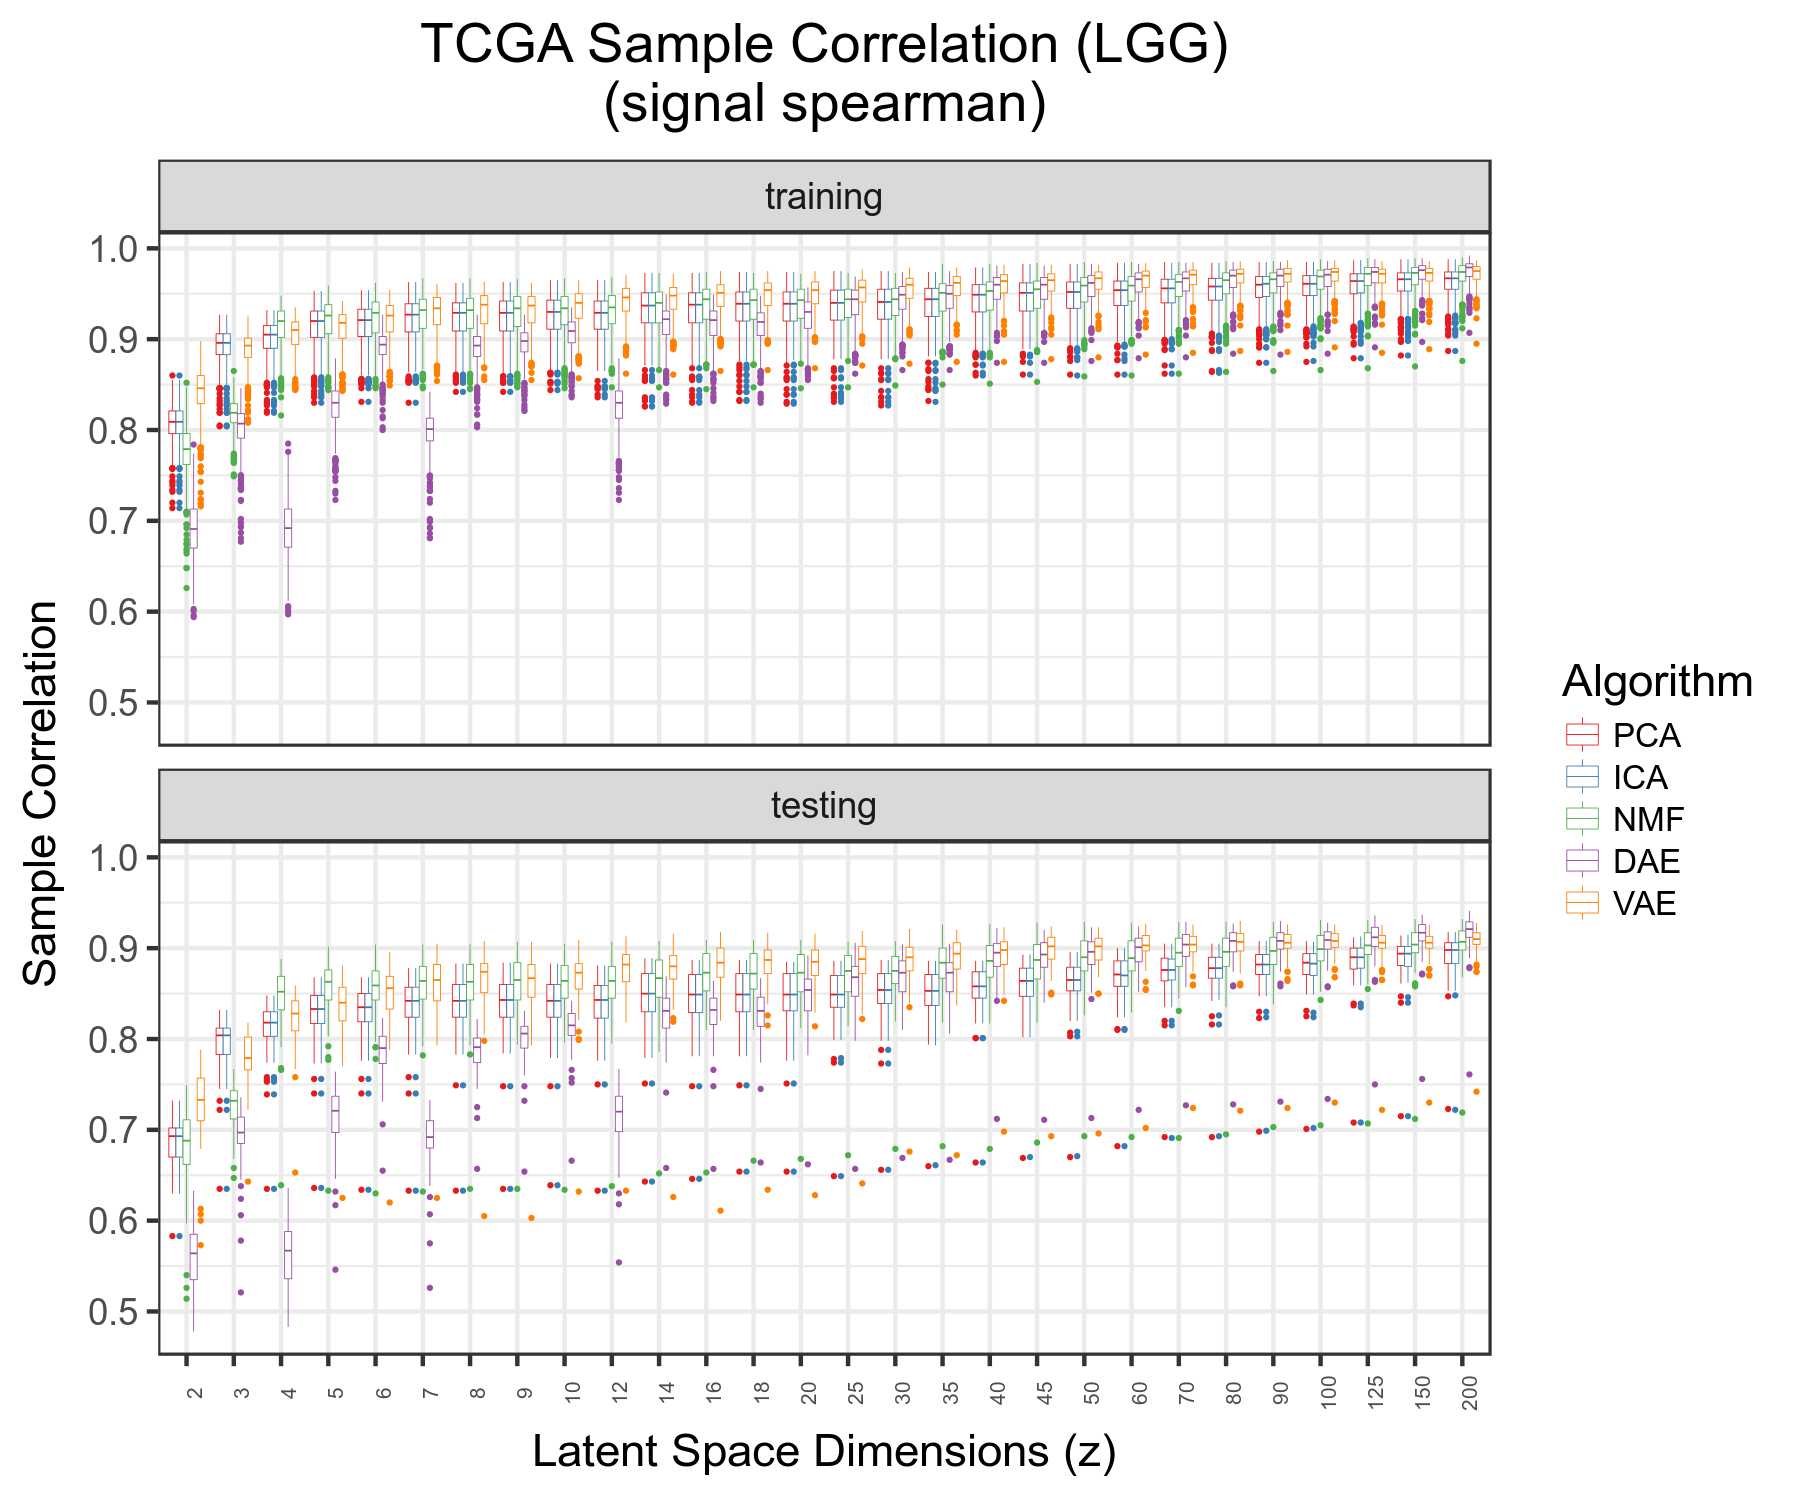 TCGA Sample Correlation (LGG)
(signal spearman)
training
1.0
0.9
0.8
0.7
0.6
0.5
testing
1.0
0.9
0.8
0.7
0.6
0.5
Sample Correlation
2 3 4 5 6 7 8 9 10 12 14 16 18 20 25 30 35 40 45 50 60 70 80 90 100 125 150 200
Latent Space Dimensions (z)
Algorithm
PCA
ICA
NMF
DAE
VAE